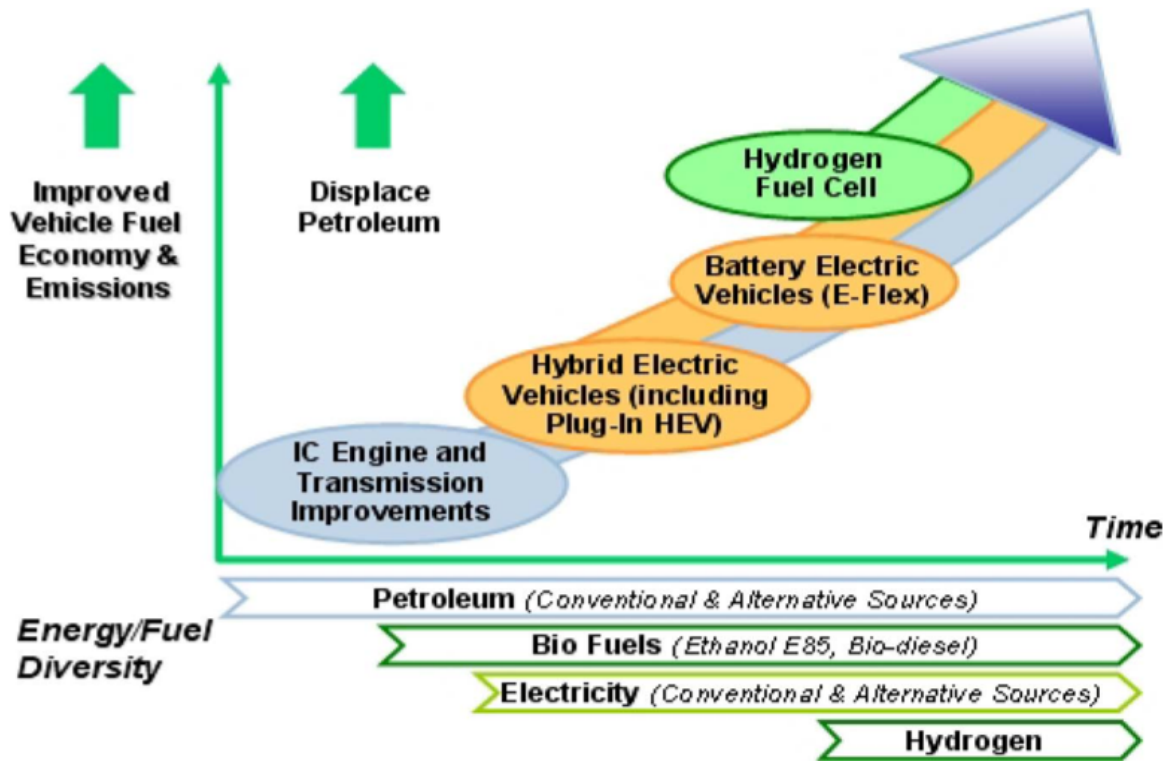 Improved
Vehicle Fuel
Economy &
Emissions
Displace
Petroleum
Hydrogen
Fuel Cell
Battery Electric
Vehicles (E-Flex)
Hybrid Electric
Vehicles (including
Plug-In HEV)
IC Engine and
Transmission
Improvements
Time
Energy/Fuel
Diversity
Petroleum (Conventional & Alternative Sources)
Bio Fuels (Ethanol E85, Bio-diesel)
Electricity (Conventional & Alternative Sources)
Hydrogen